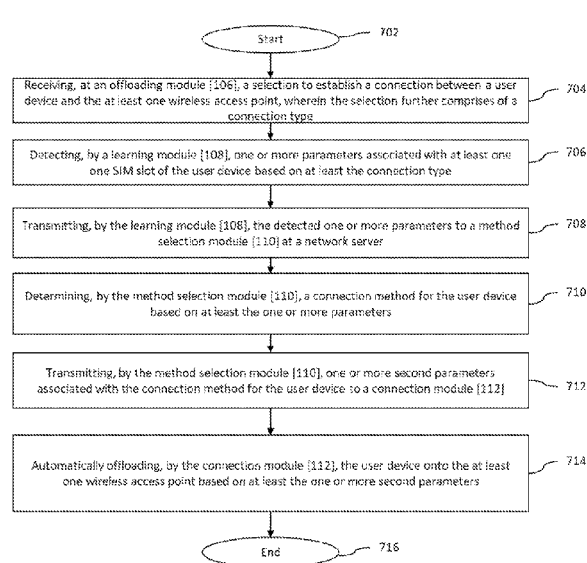 Start
702
Receiving, at an offloading module [106], a selection to establish a connection between a user
device and the at least one wireless access point, wherein the selection further comprises of a
connection type
704
Detecting, by a learning module [108], one or more parameters associated with at least one
one SIM slot of the user device based on at least the connection type
706
Transmitting, by the learning module [108], the detected one or more parameters to a method
selection module [110] at a network server
708
Determining, by the method selection module [110], a connection method for the user device
based on at least the one or more parameters
710
Transmitting, by the method selection module [110], one or more second parameters
associated with the connection method for the user device to a connection module [112]
712
Automatically offloading, by the connection module [112], the user device onto the at least
one wireless access point based on at least the one or more second parameters
714
End
716